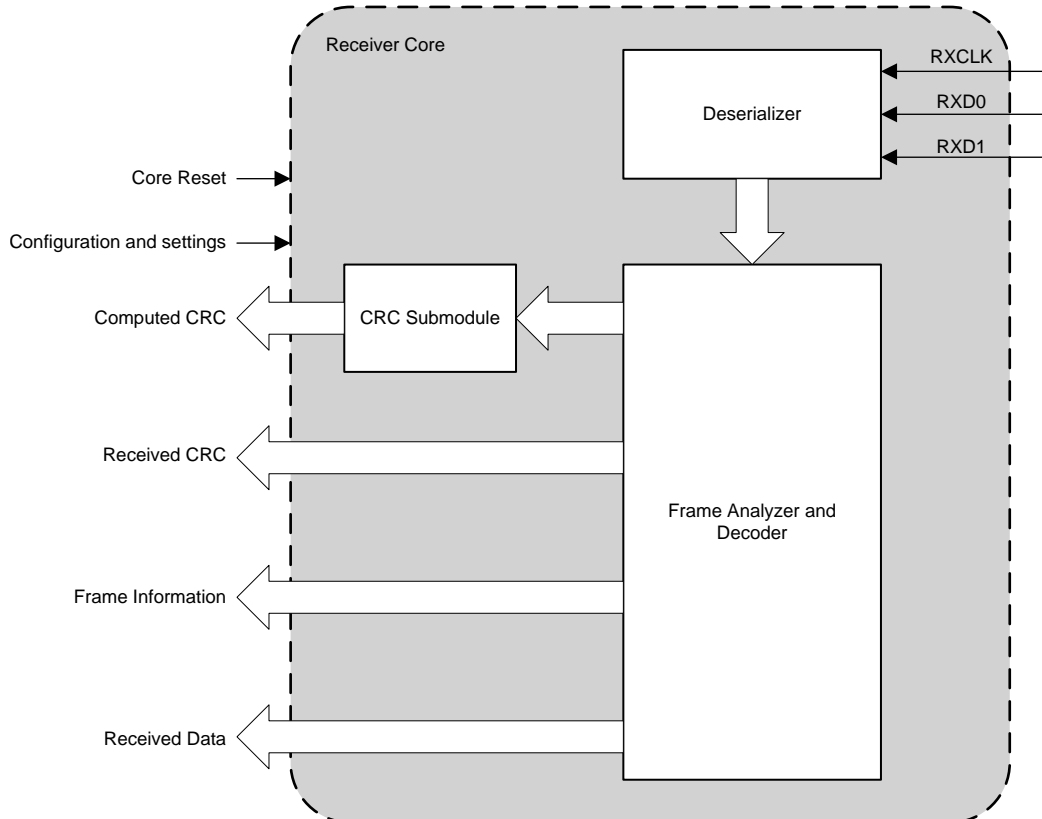 Receiver Core
RXCLK
Deserializer
RXD0
RXD1
Core Reset
Configuration and settings
Computed CRC
CRC Submodule
Received CRC
Frame Analyzer and
Decoder
Frame Information
Received Data